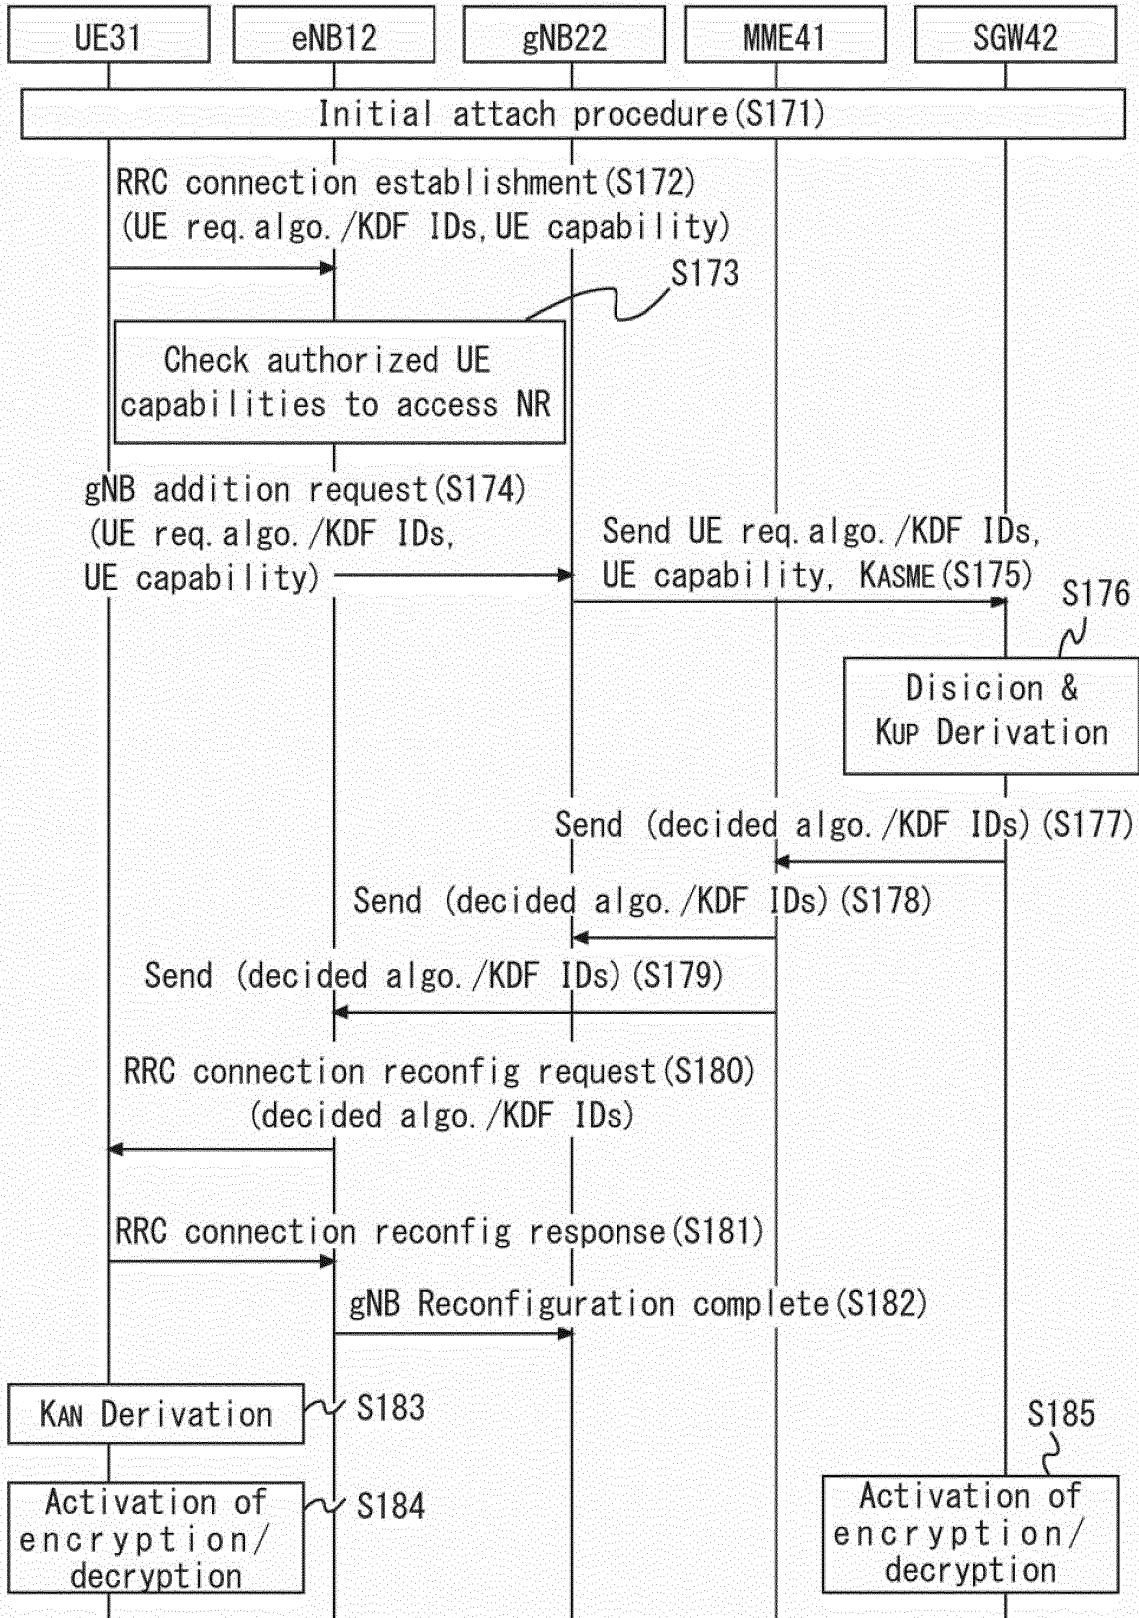 UE31
eNB12
gNB22
MME41
SGW42
Initial attach procedure(S171)
RRC connection establishment(S172)
(UE req.algo./KDF IDs,UE capability)
S173
Check authorized UE
capabilities to access NR
gNB addition request(S174)
(UE req.algo./KDF IDs,
UE capability)
Send UE req.algo./KDF IDs,
UE capability, KASME(S175)
S176
Disicion &
KUP Derivation
Send (decided algo./KDF IDs)(S177)
Send (decided algo./KDF IDs)(S178)
Send (decided algo./KDF IDs)(S179)
RRC connection reconfig request(S180)
(decided algo./KDF IDs)
RRC connection reconfig response(S181)
gNB Reconfiguration complete(S182)
KAN Derivation
S183
S185
Activation of
encryption/
decryption
S184
Activation of
encryption/
decryption